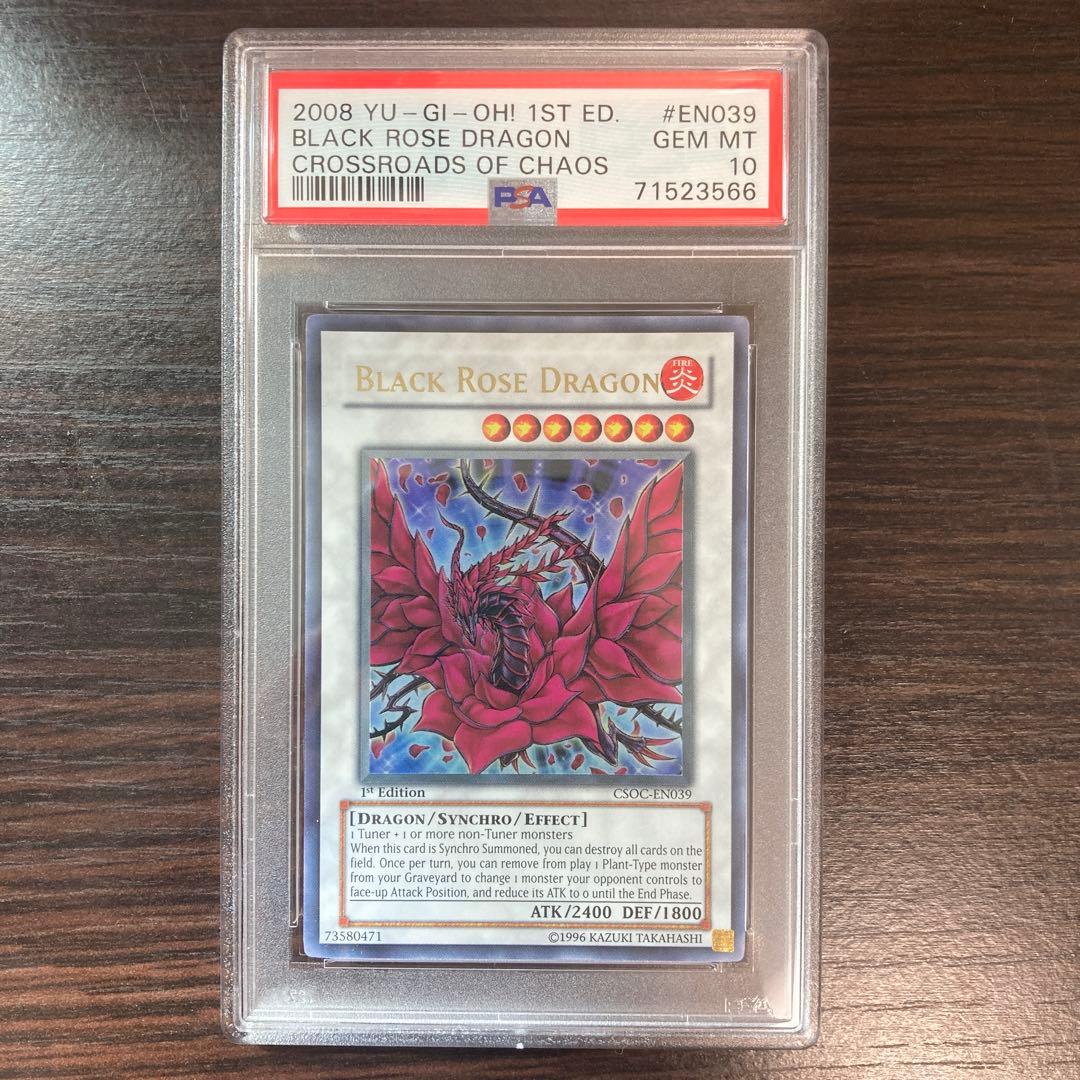 2008 YU-GI-OH! 1ST ED. #EN039
BLACK ROSE DRAGON GEM MT
CROSSROADS OF CHAOS 10
PSA 71523566
BLACK ROSE DRAGON
FIRE
炎
1st Edition CSOC-EN039
[DRAGON/SYNCHRO/EFFECT]
1 Tuner + 1 or more non-Tuner monsters
When this card is Synchro Summoned, you can destroy all cards on the
field. Once per turn, you can remove from play 1 Plant-Type monster
from your Graveyard to change 1 monster your opponent controls to
face-up Attack Position, and reduce its ATK to 0 until the End Phase.
ATK/2400 DEF/1800
73580471 ©1996 KAZUKI TAKAHASHI